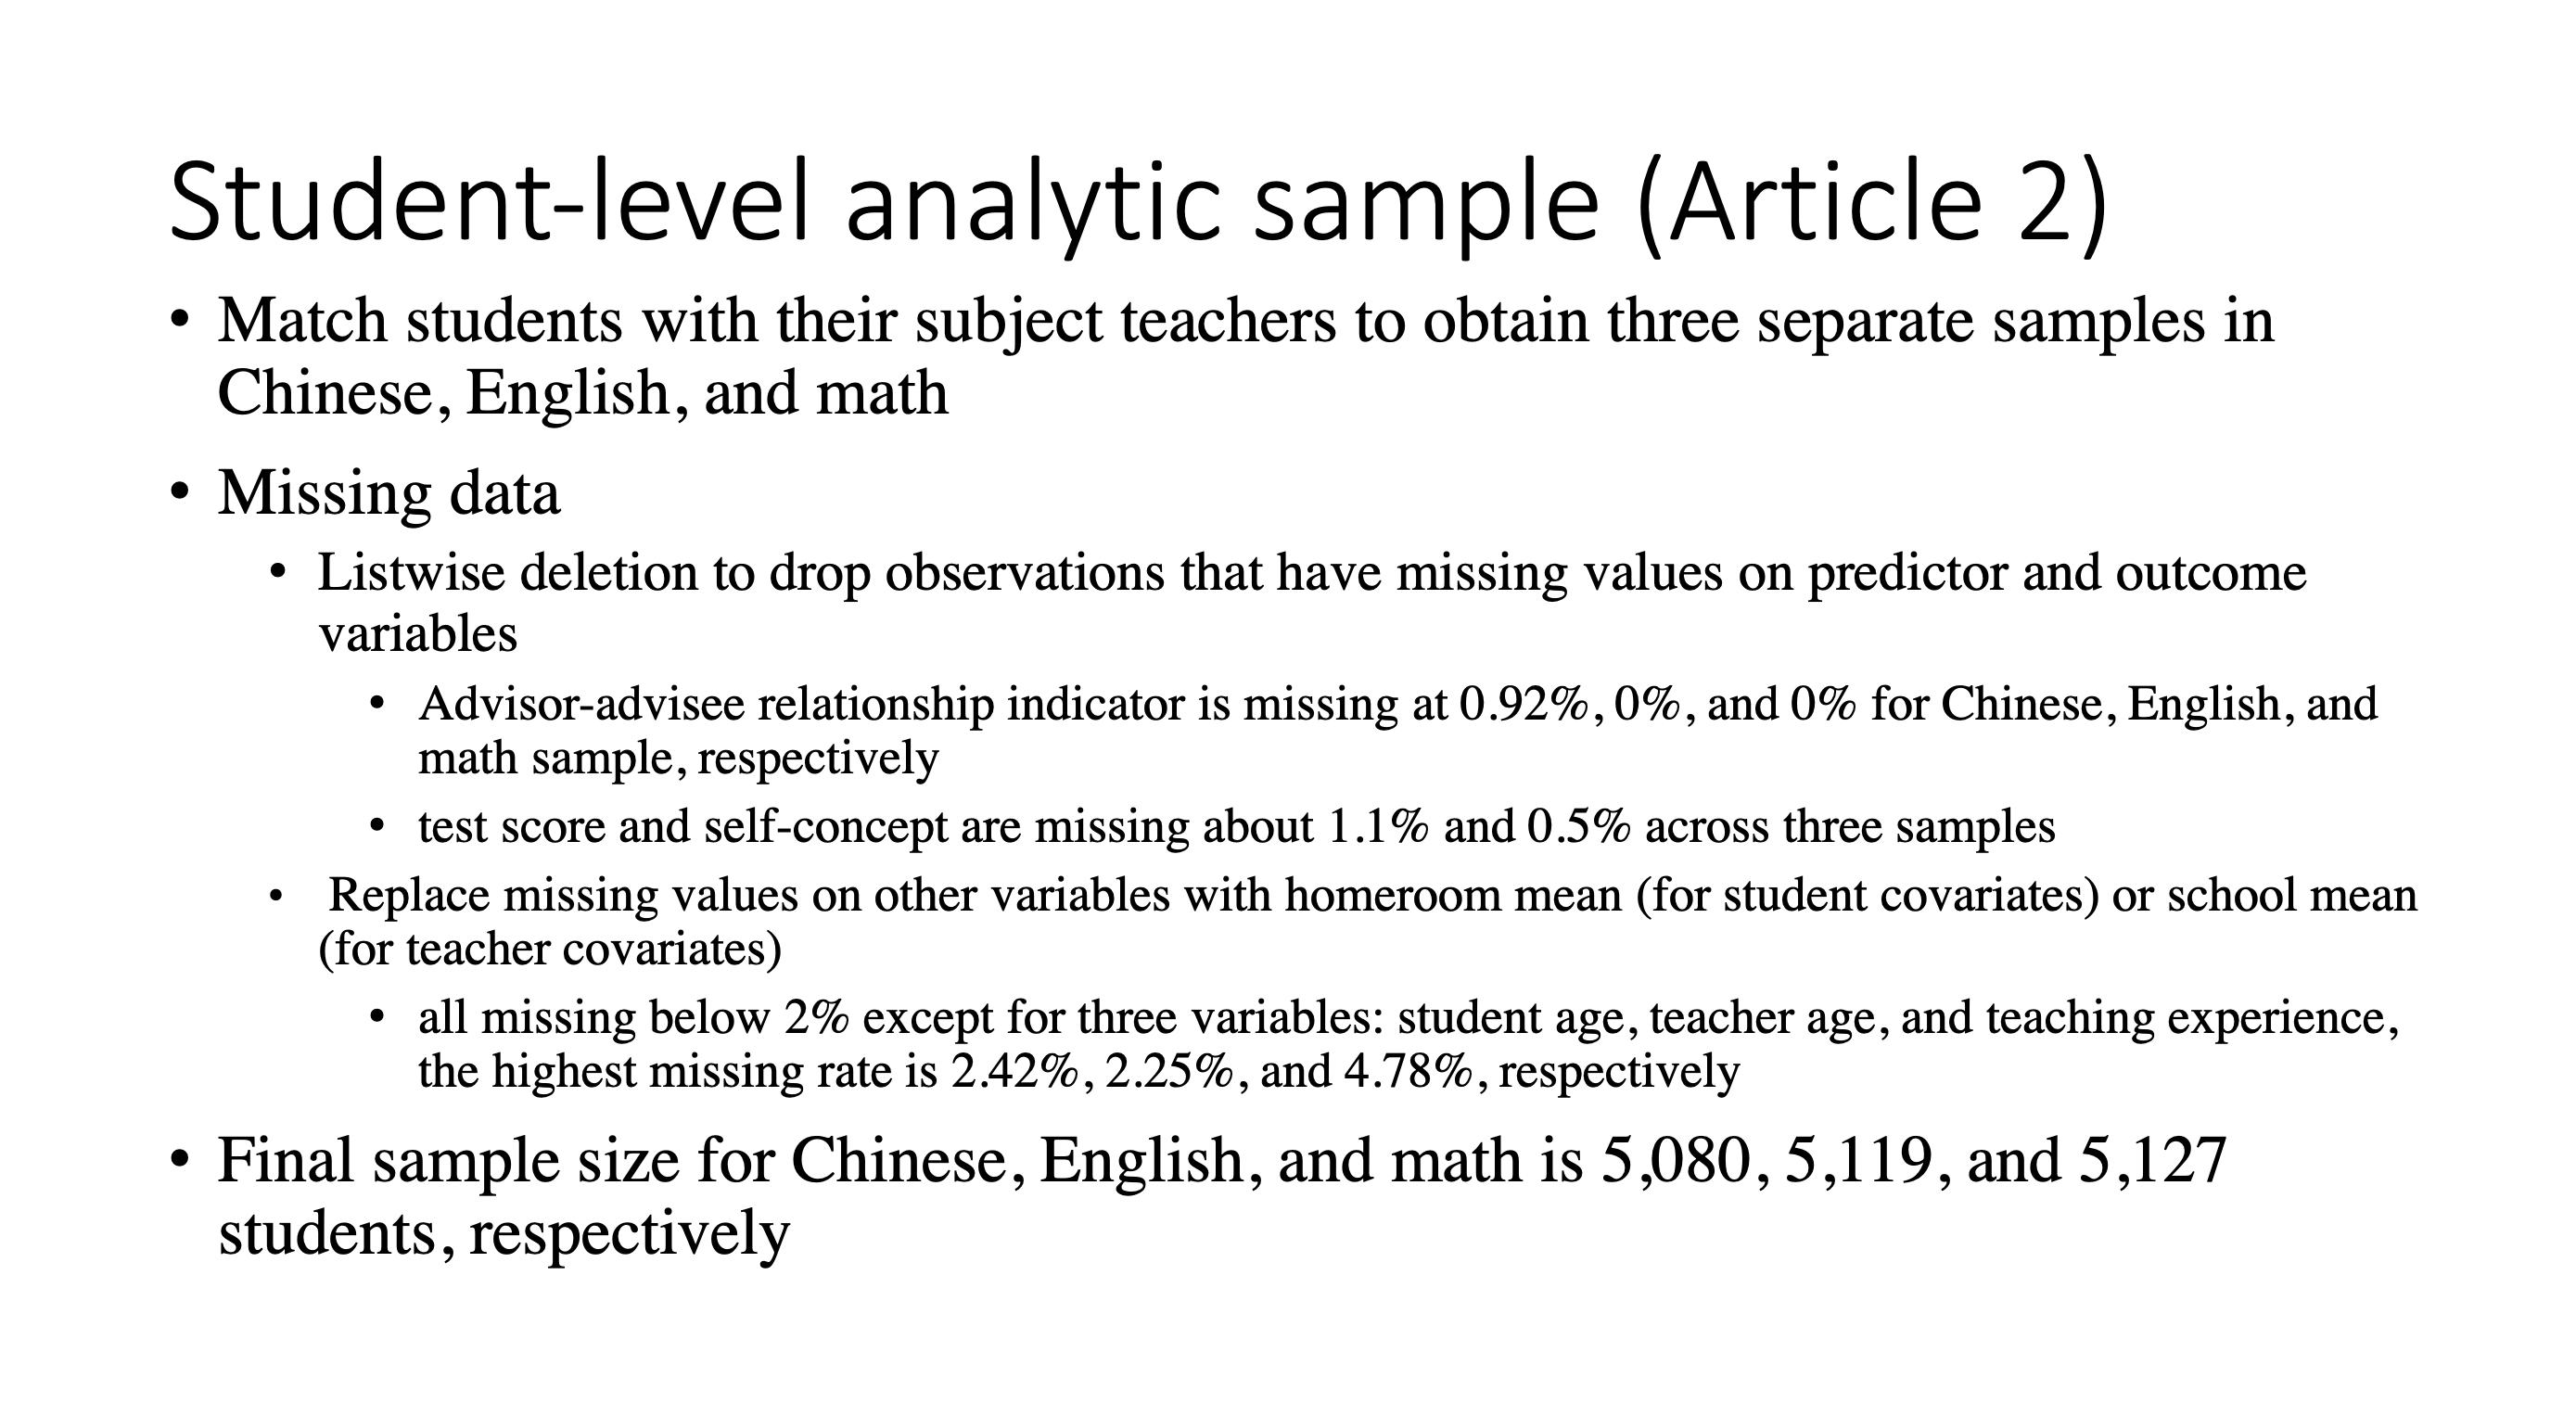 Student-level analytic sample (Article 2)
• Match students with their subject teachers to obtain three separate samples in
Chinese, English, and math
• Missing data
• Listwise deletion to drop observations that have missing values on predictor and outcome
variables
• Advisor-advisee relationship indicator is missing at 0.92%, 0%, and 0% for Chinese, English, and
math sample, respectively
• test score and self-concept are missing about 1.1% and 0.5% across three samples
• Replace missing values on other variables with homeroom mean (for student covariates) or school mean
(for teacher covariates)
• all missing below 2% except for three variables: student age, teacher age, and teaching experience,
the highest missing rate is 2.42%, 2.25%, and 4.78%, respectively
• Final sample size for Chinese, English, and math is 5,080, 5,119, and 5,127
students, respectively